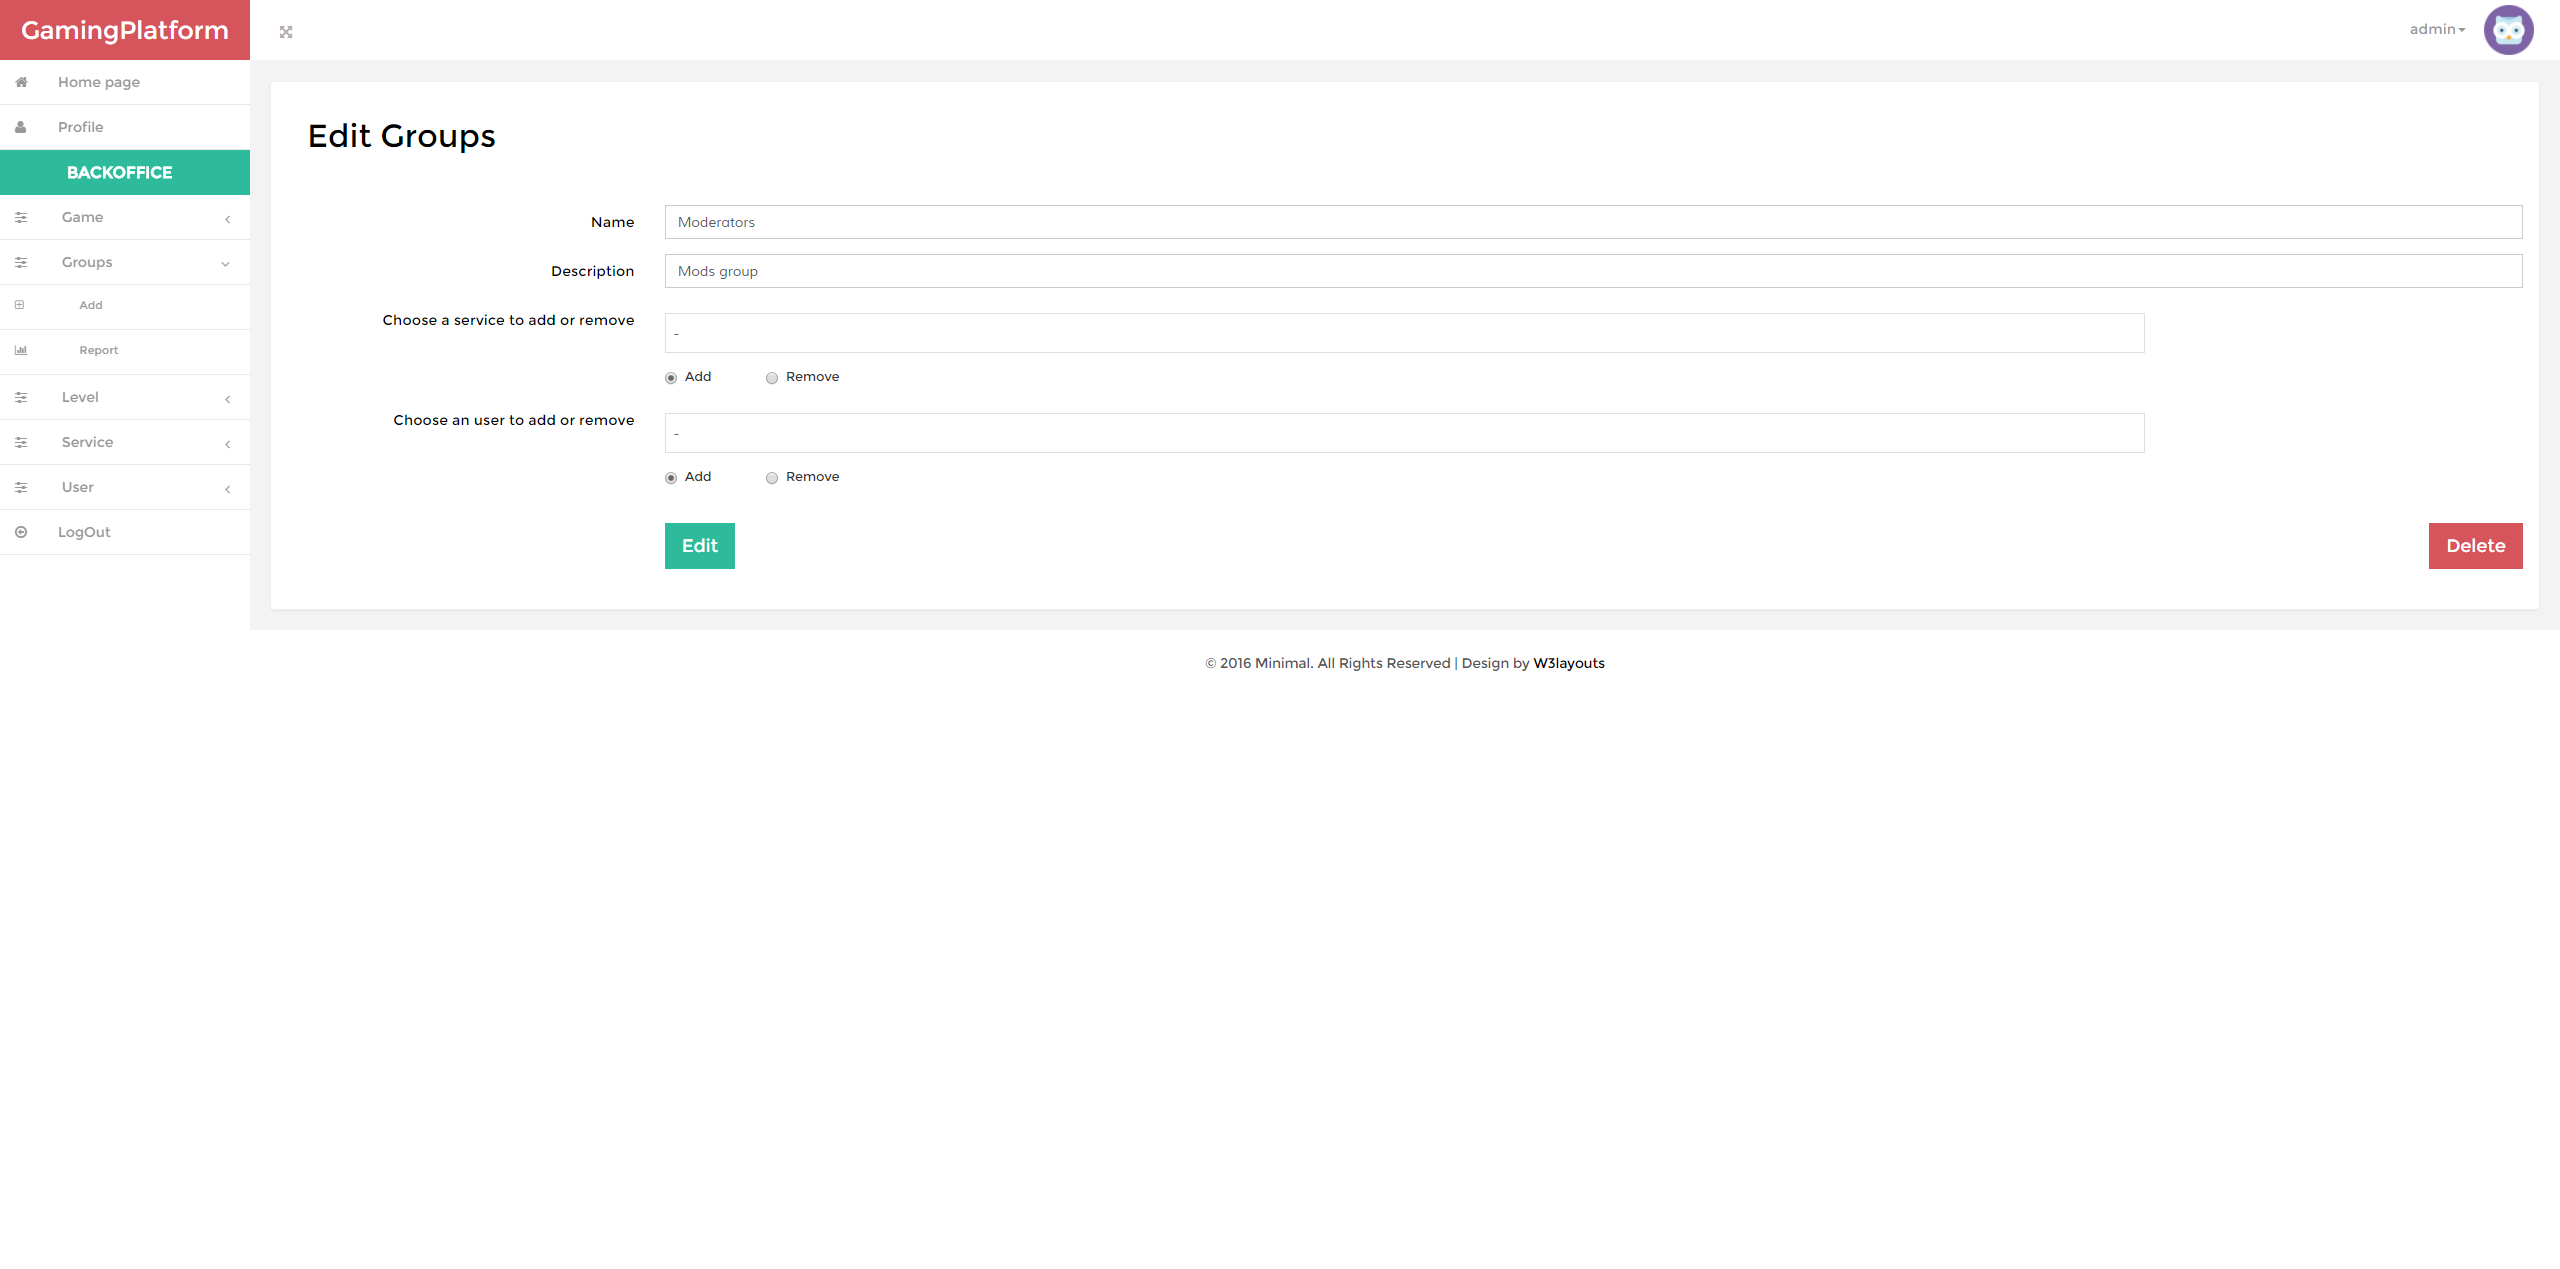 GamingPlatform
admin
Home page
Profile
BACKOFFICE
Game
Groups
Add
Report
Level
Service
User
LogOut
Edit Groups
Name
Moderators
Description
Mods group
Choose a service to add or remove
-
Add Remove
Choose an user to add or remove
-
Add Remove
Edit
Delete
© 2016 Minimal. All Rights Reserved | Design by W3layouts